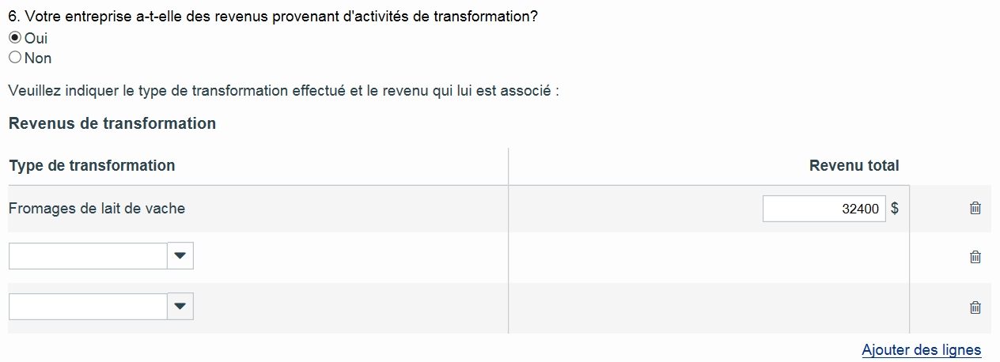 6. Votre entreprise a-t-elle des revenus provenant d'activités de transformation?
Oui
Non
Veuillez indiquer le type de transformation effectué et le revenu qui lui est associé :
Revenus de transformation
Type de transformation Revenu total
Fromages de lait de vache 32400 $
Ajouter des lignes